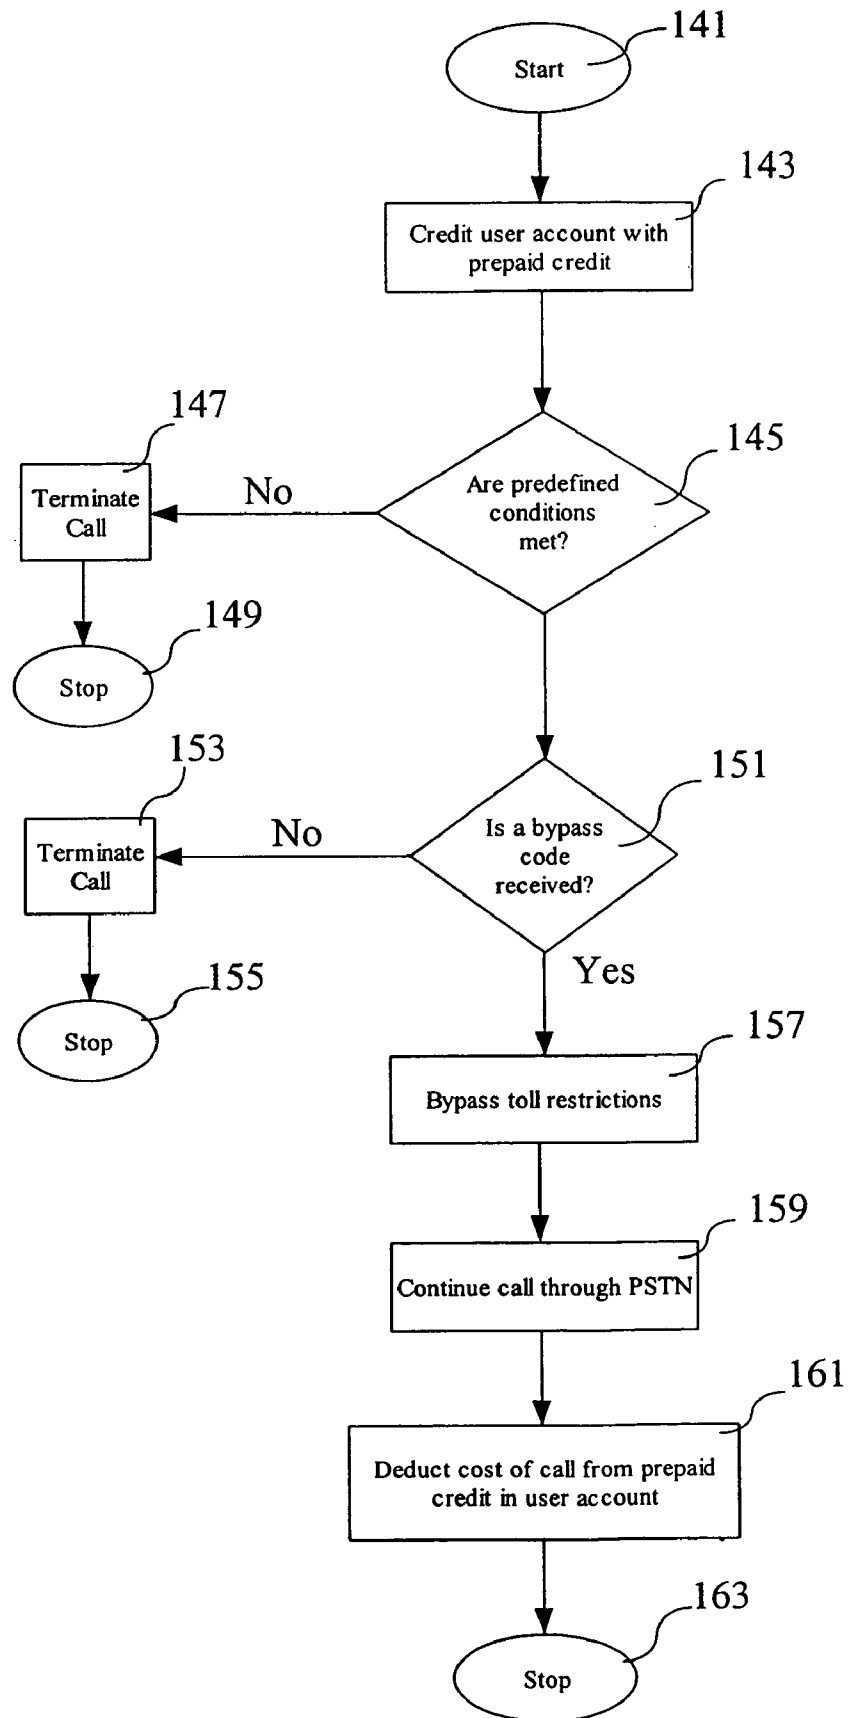 141
Start
143
Credit user account with
prepaid credit
147
145
Terminate
Call
No
Are predefined
conditions
met?
149
Stop
153
151
Terminate
Call
No
Is a bypass
code
received?
Yes
155
Stop
157
Bypass toll restrictions
159
Continue call through PSTN
161
Deduct cost of call from prepaid
credit in user account
163
Stop